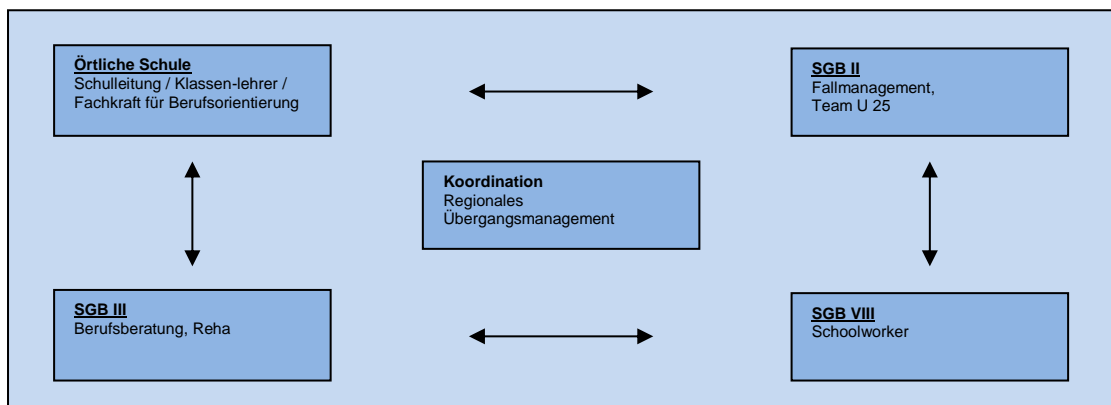 Örtliche Schule
Schulleitung / Klassen-lehrer /
Fachkraft für Berufsorientierung
SGB II
Fallmanagement,
Team U 25
Koordination
Regionales
Übergangsmanagement
SGB III
Berufsberatung, Reha
SGB VIII
Schoolworker